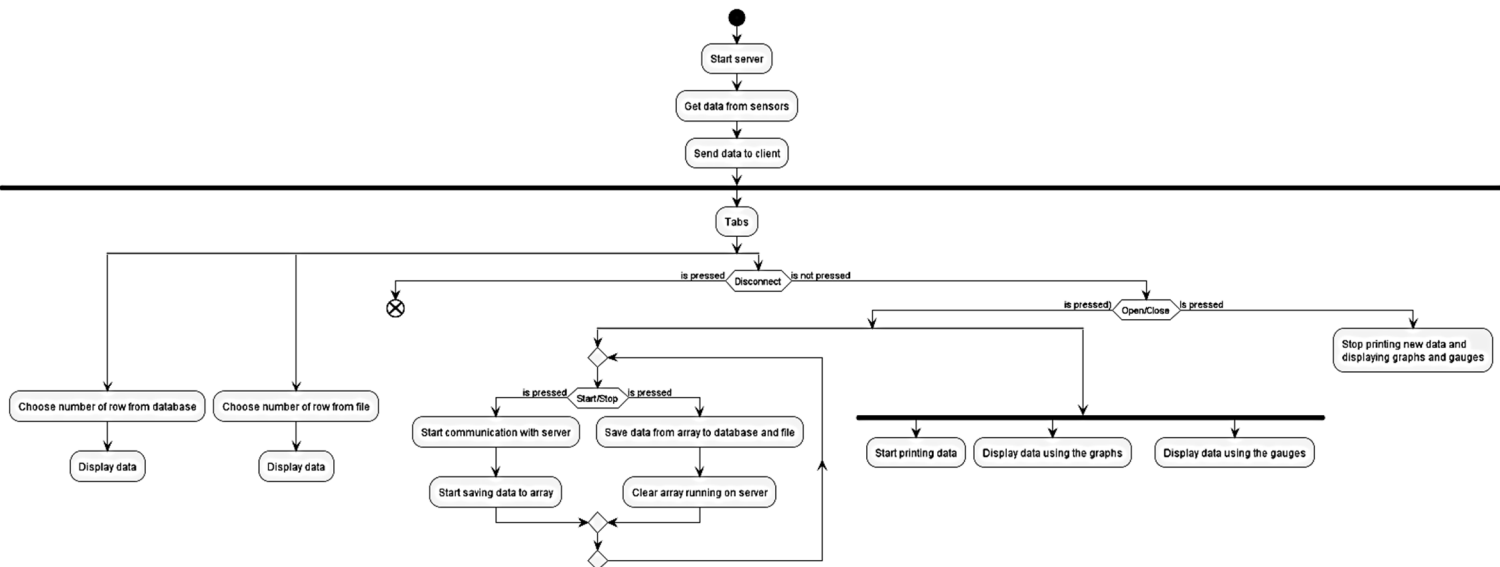 Start server
Get data from sensors
Send data to client
Tabs
is pressed
Disconnect
is not pressed
is pressed)
Open/Close
Is pressed
Stop printing new data and
displaying graphs and gauges
Choose number of row from database
Display data
Choose number of row from file
Display data
is pressed
Start/Stop
is pressed
Start communication with server
Start saving data to array
Save data from array to database and file
Clear array running on server
Start printing data
Display data using the graphs
Display data using the gauges